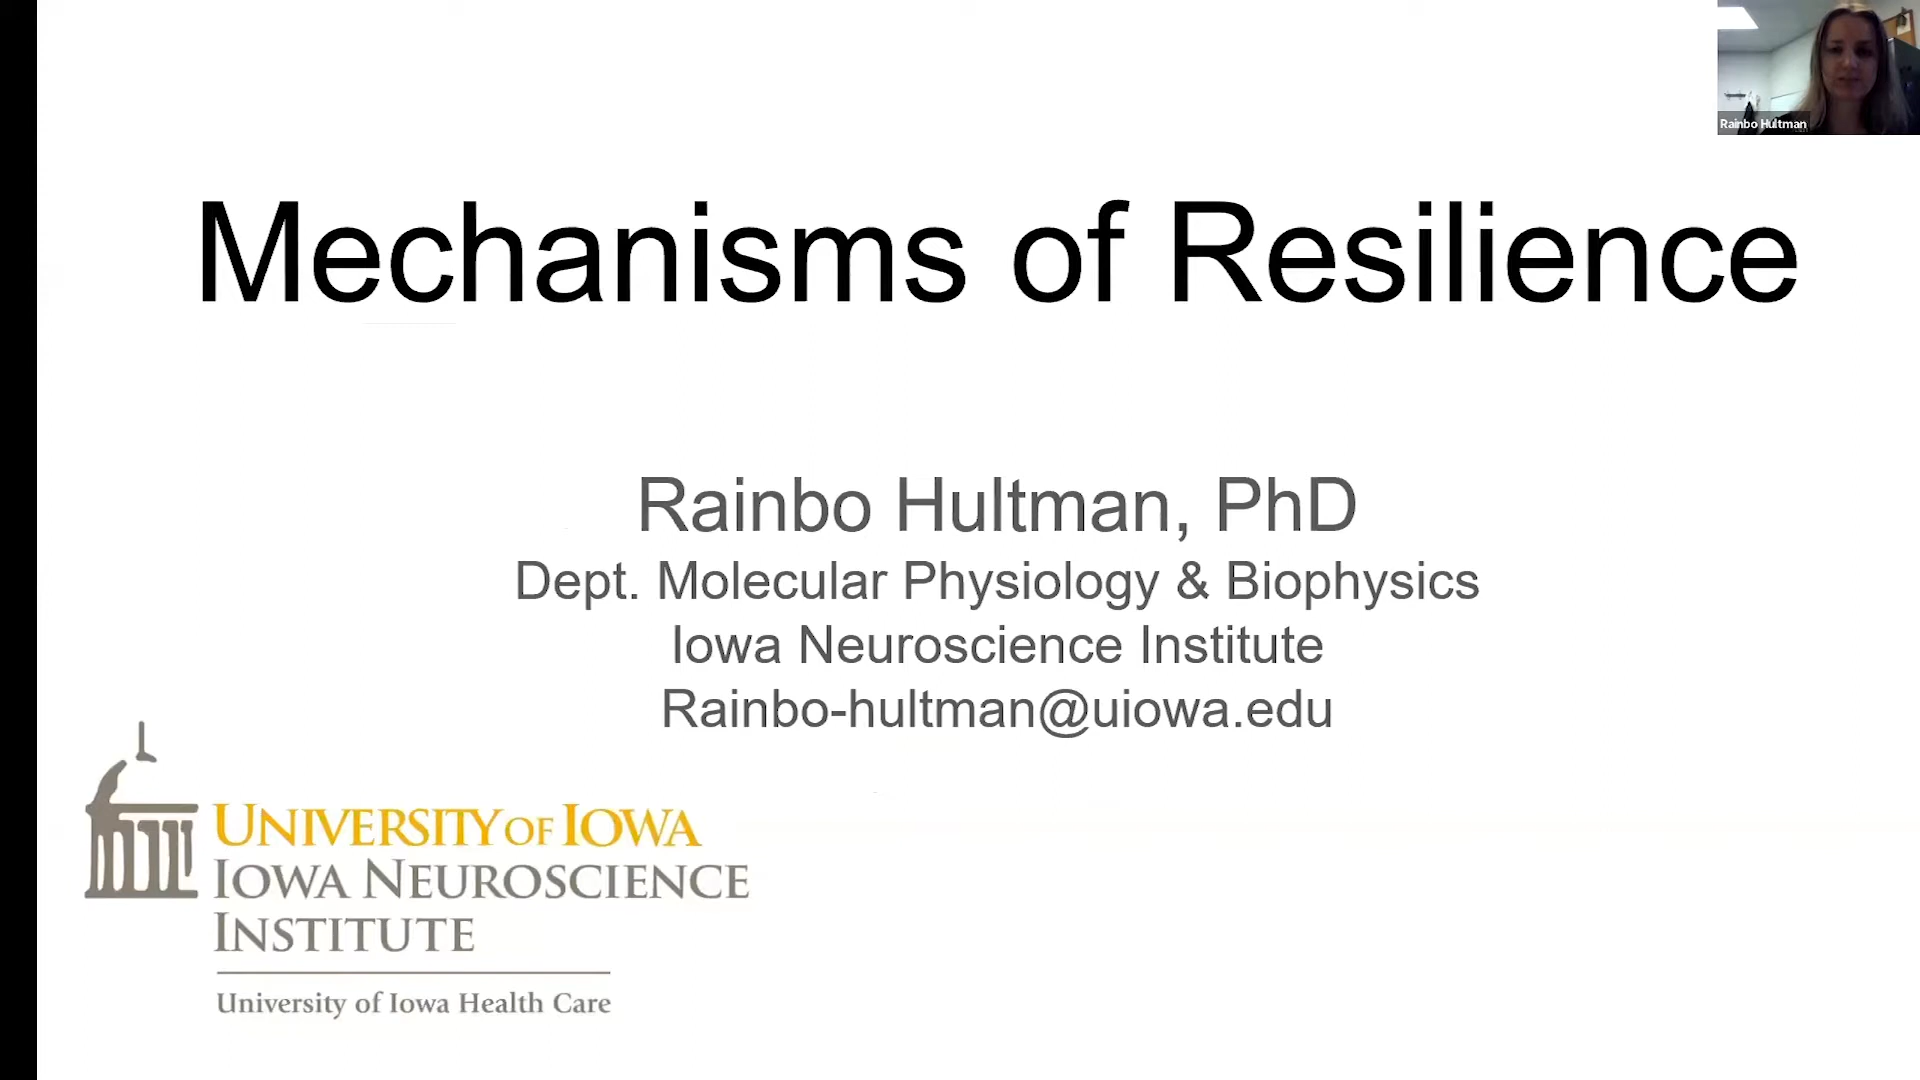 Rainbo Hultman
Mechanisms of Resilience
Rainbo Hultman, PhD
Dept. Molecular Physiology & Biophysics
Iowa Neuroscience Institute
Rainbo-hultman@uiowa.edu
UNIVERSITY OF IOWA
IOWA NEUROSCIENCE
INSTITUTE
University of Iowa Health Care